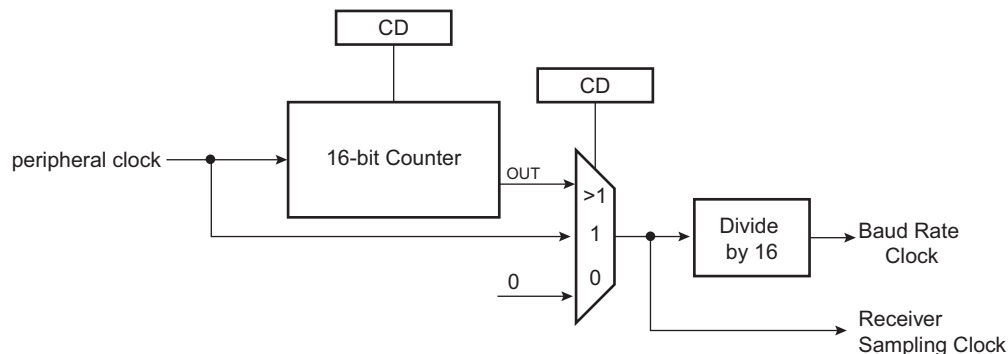 CD
CD
peripheral clock
16-bit Counter
OUT
>1
1
0
0
Divide
by 16
Baud Rate
Clock
Receiver
Sampling Clock